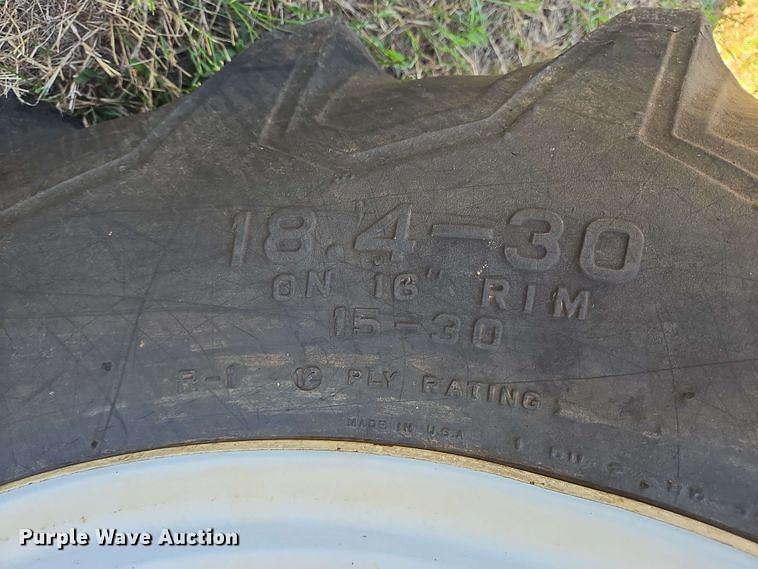 18.4-30
ON 16" RIM
15-30
R-1 12 PLY RATING
MADE IN U.S.A
Purple Wave Auction